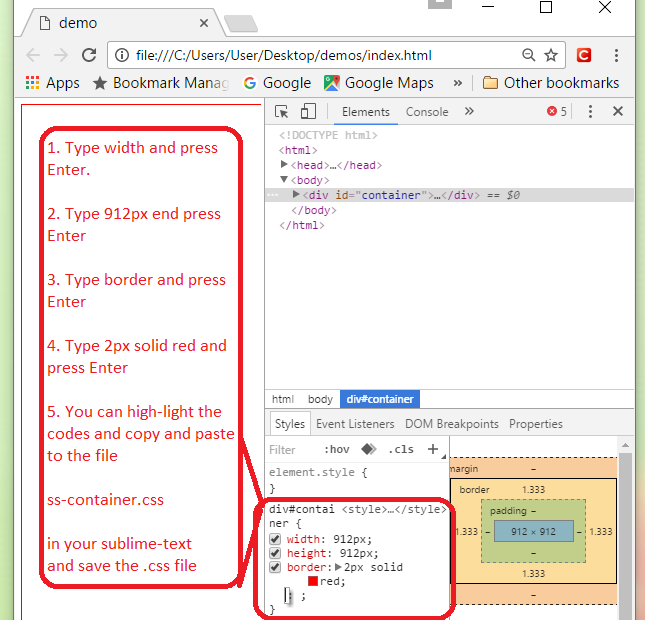 demo
file:///C:/Users/User/Desktop/demos/index.html
Apps Bookmark Mana Google Google Maps » Other bookmarks
Elements Console » 5
<!DOCTYPE html>
<html>
<head>…</head>
<body>
<div id="container">…</div> == $0
</body>
</html>
1. Type width and press
Enter.
2. Type 912px end press
Enter
3. Type border and press
Enter
4. Type 2px solid red and
press Enter
5. You can high-light the
codes and copy and paste
to the file
ss-container.css
in your sublime-text
and save the .css file
html body div#container
Styles Event Listeners DOM Breakpoints Properties
Filter :hov .cls +
element.style {
}
div#contai <style>…</style>
ner {
width: 912px;
height: 912px;
border: 2px solid
red;
: ;
}
margin –
border 1.333
padding –
1.333 – 912 × 912 – 1.333
–
1.333
–